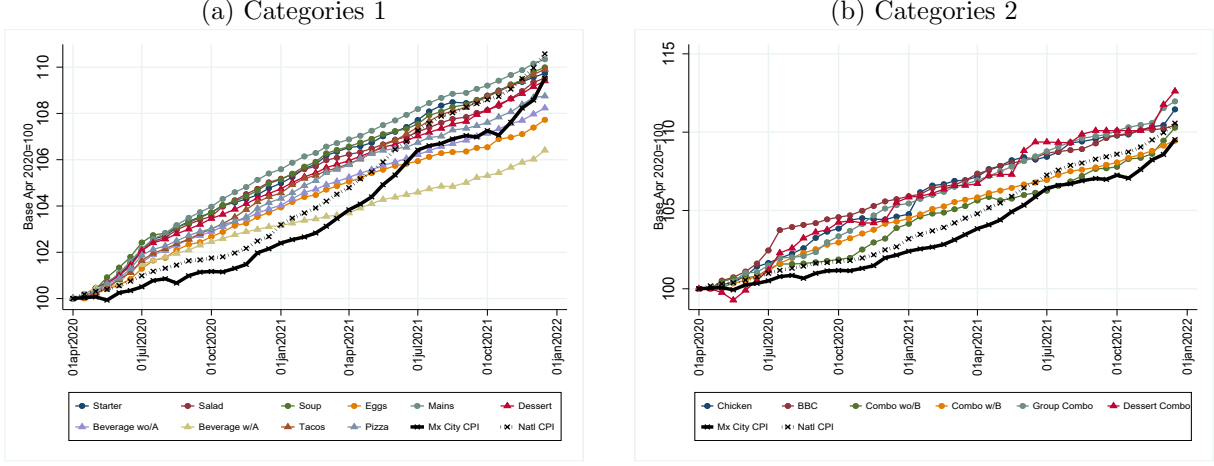 (a) Categories 1
Base Apr 2020=100
110
108
106
104
102
100
01apr2020
01jul2020
01oct2020
01jan2021
01apr2021
01jul2021
01oct2021
01jan2022
Starter Salad Soup Eggs Mains Dessert
Beverage wo/A Beverage w/A Tacos Pizza Mx City CPI Natl CPI
(b) Categories 2
Base Apr 2020=100
115
110
105
100
01apr2020
01jul2020
01oct2020
01jan2021
01apr2021
01jul2021
01oct2021
01jan2022
Chicken BBC Combo wo/B Combo w/B Group Combo Dessert Combo
Mx City CPI Natl CPI